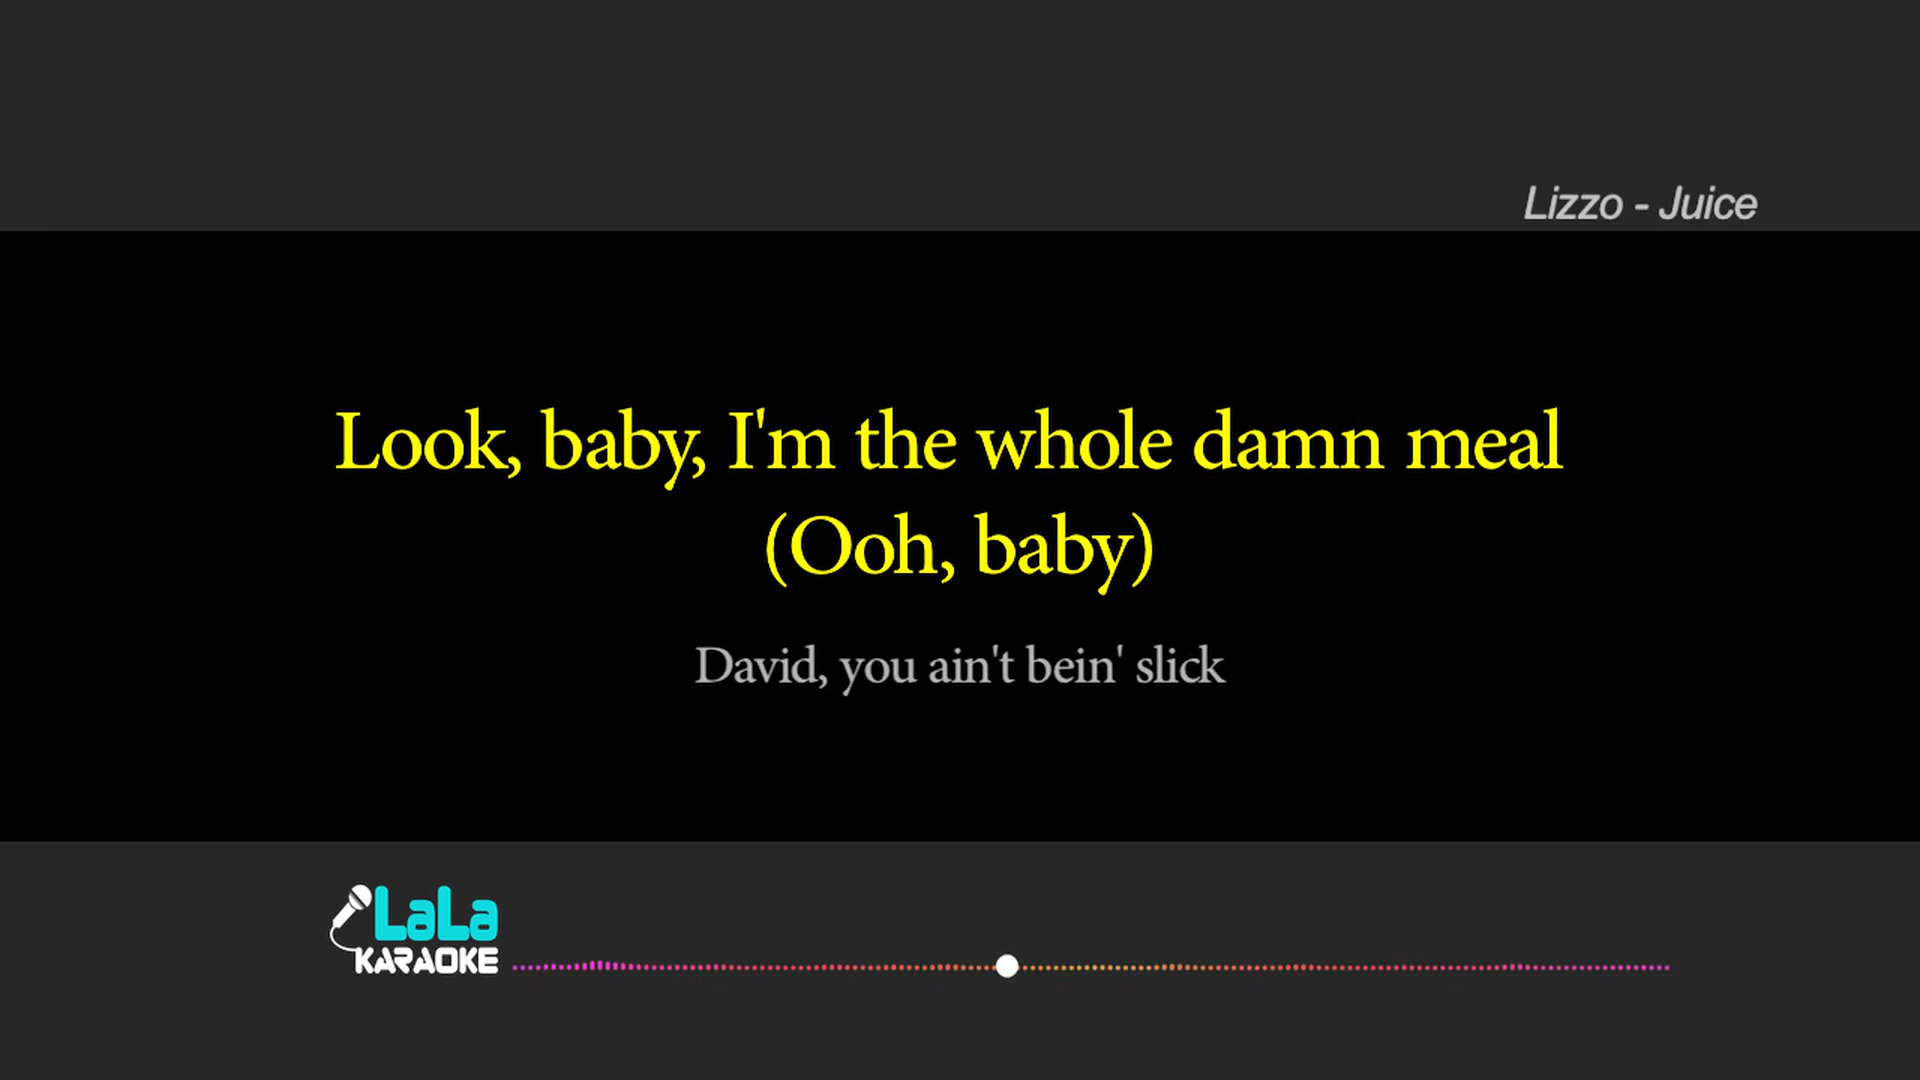 Lizzo - Juice
Look, baby, I'm the whole damn meal
(Ooh, baby)
David, you ain't bein' slick
LaLa
KARAOKE